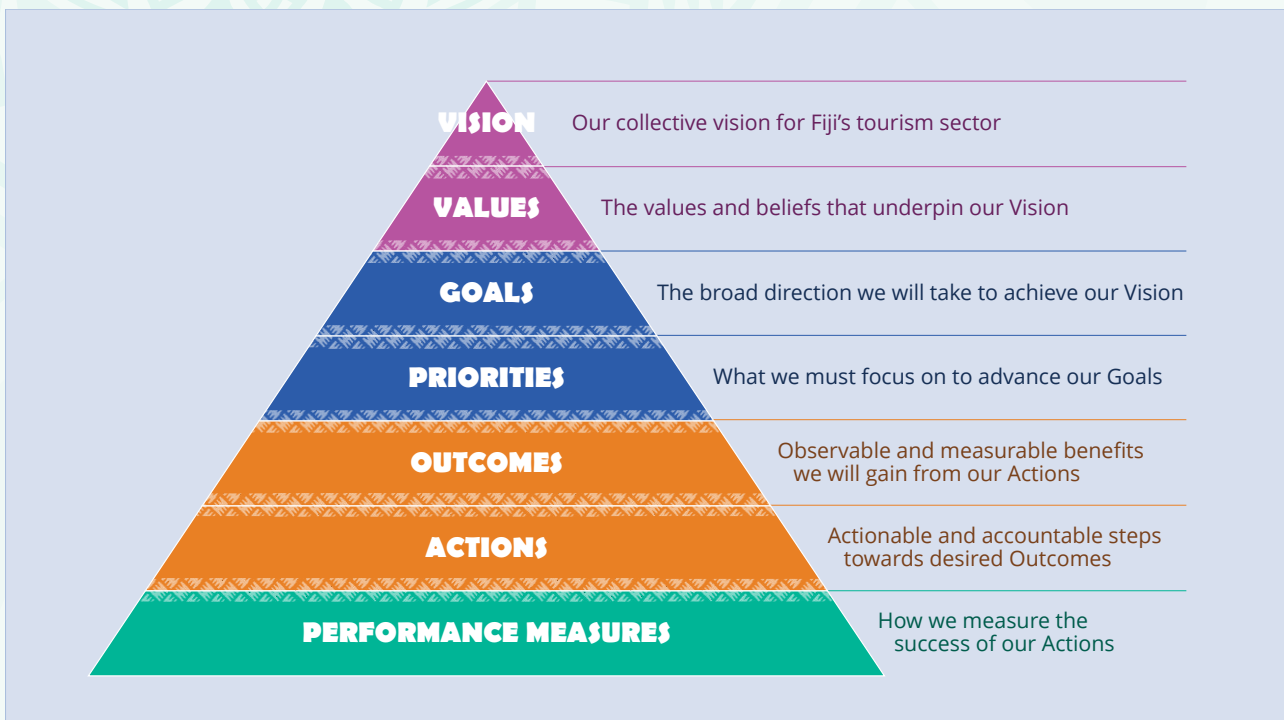 VISION
Our collective vision for Fiji’s tourism sector
VALUES
The values and beliefs that underpin our Vision
GOALS
The broad direction we will take to achieve our Vision
PRIORITIES
What we must focus on to advance our Goals
OUTCOMES
Observable and measurable benefits
we will gain from our Actions
ACTIONS
Actionable and accountable steps
towards desired Outcomes
PERFORMANCE MEASURES
How we measure the
success of our Actions